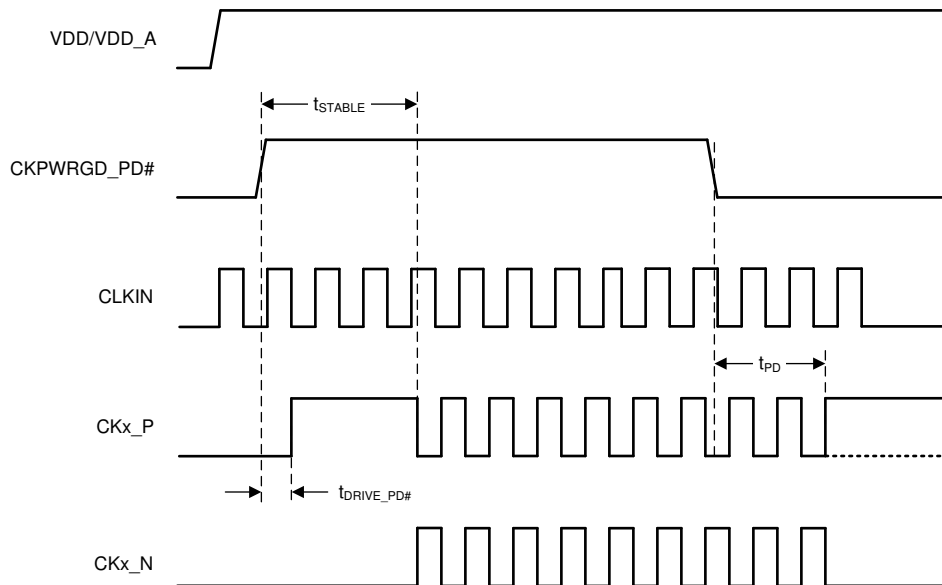 VDD/VDD_A
tSTABLE
CKPWRGD_PD#
CLKIN
tPD
CKx_P
tDRIVE_PD#
CKx_N